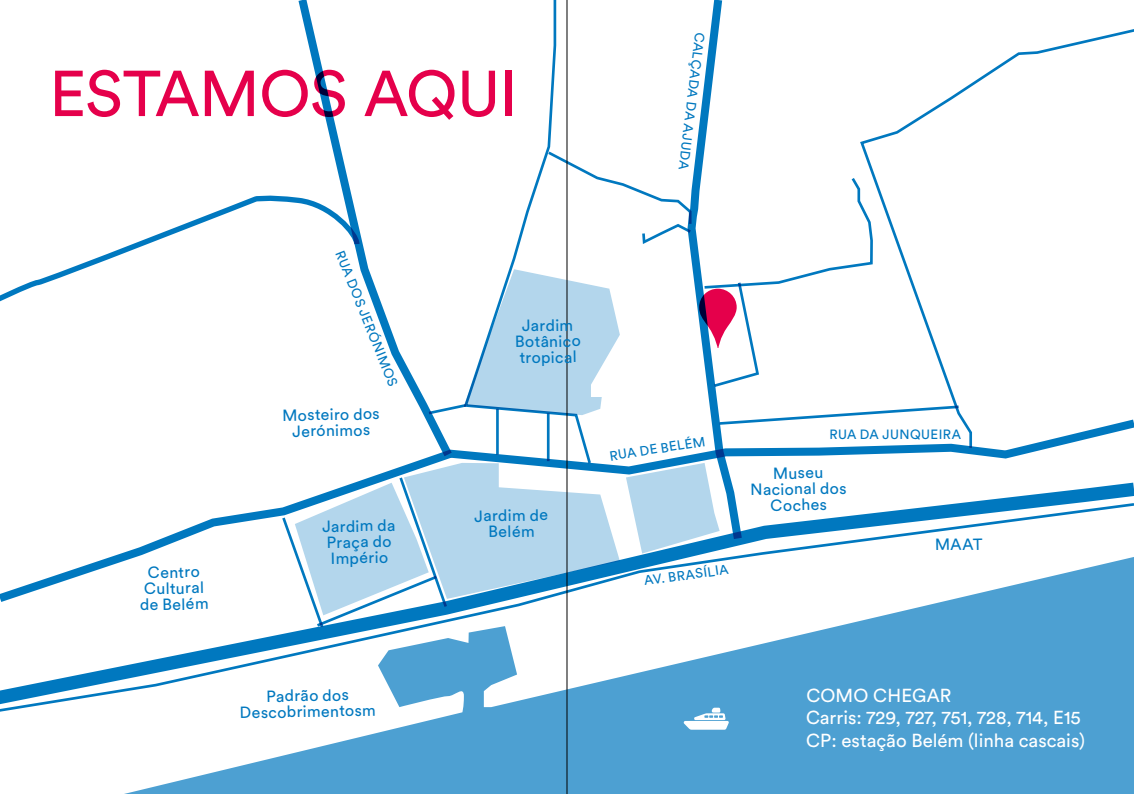 ESTAMOS AQUI
CALÇADA DA AJUDA
RUA DOS JERÓNIMOS
Jardim
Botânico
tropical
Mosteiro dos
Jerónimos
RUA DE BELÉM
RUA DA JUNQUEIRA
Museu
Nacional dos
Coches
Jardim da
Praça do
Império
Jardim de
Belém
MAAT
Centro
Cultural
de Belém
AV. BRASÍLIA
Padrão dos
Descobrimentosm
COMO CHEGAR
Carris: 729, 727, 751, 728, 714, E15
CP: estação Belém (linha cascais)